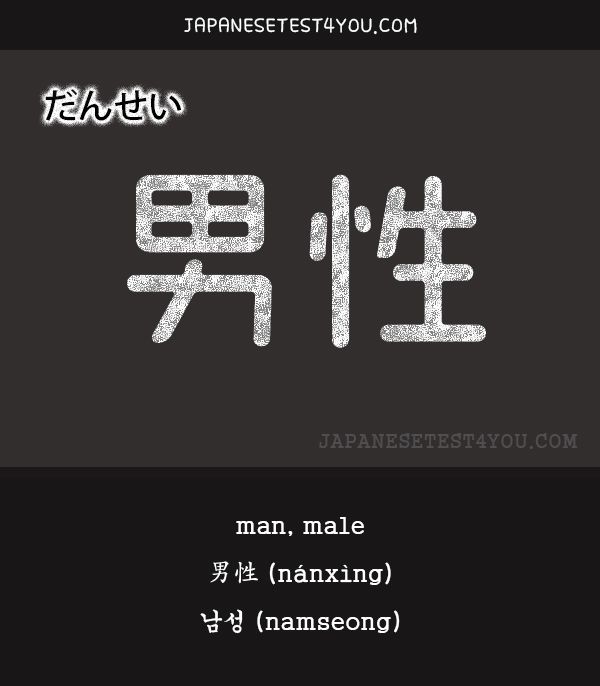 JAPANESETEST4YOU.COM
だんせい
男性
JAPANESETEST4YOU.COM
man, male
男性 (nánxìng)
남성 (namseong)